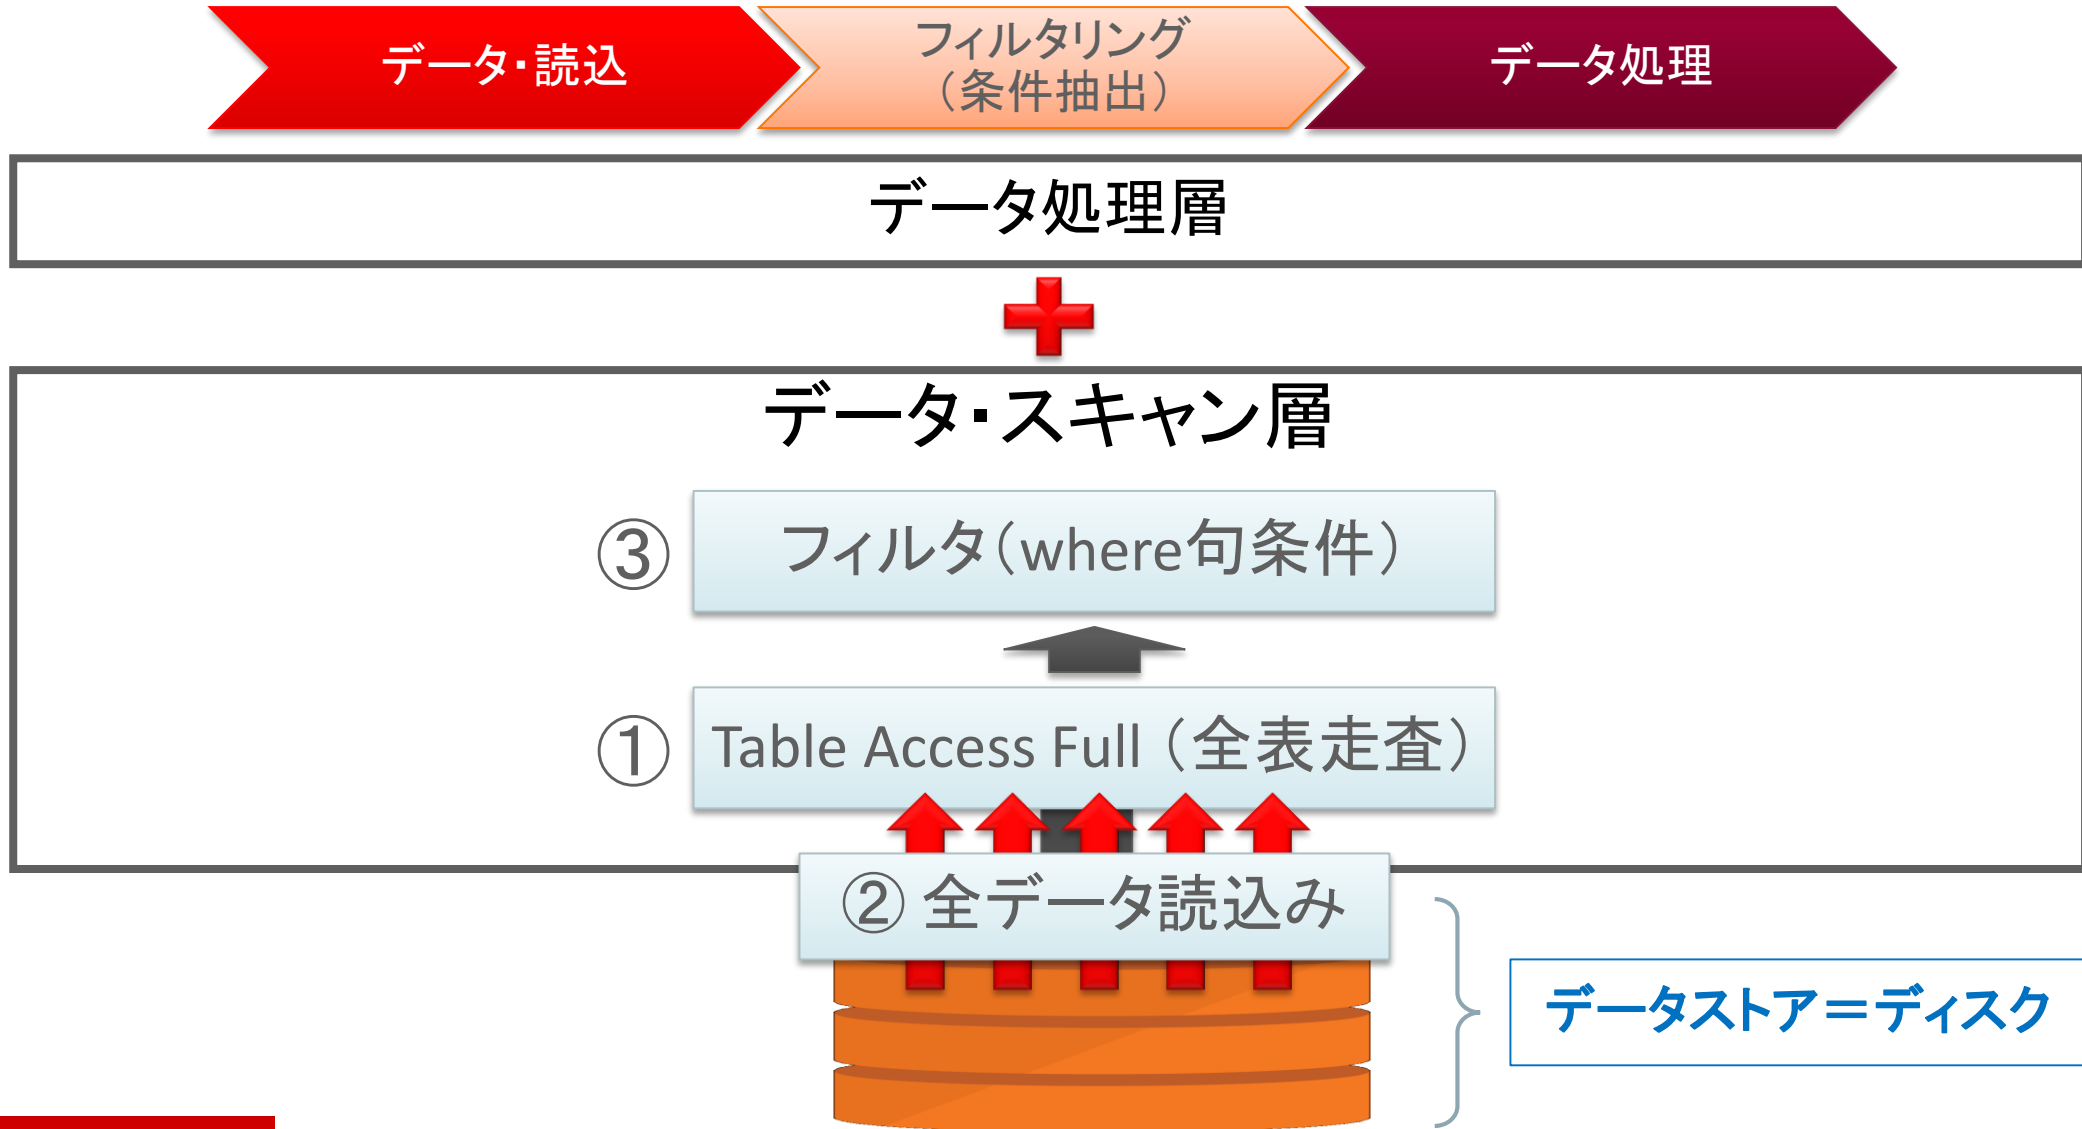 データ・読込
フィルタリング
（条件抽出）
データ処理
データ処理層
データ・スキャン層
③
フィルタ（where句条件）
①
Table Access Full（全表走査）
② 全データ読込み
データストア＝ディスク